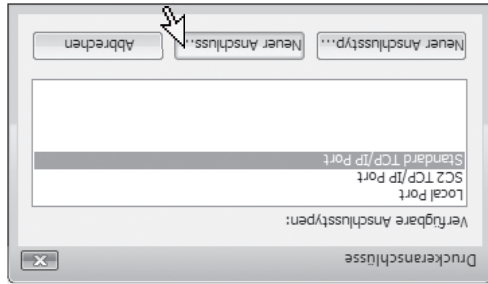 Druckeranschlüsse
Verfügbare Anschlusstypen:
Local Port
SC2 TCP/IP Port
Standard TCP/IP Port
Neuer Anschlusstyp... Neuer Anschluss... Abbrechen